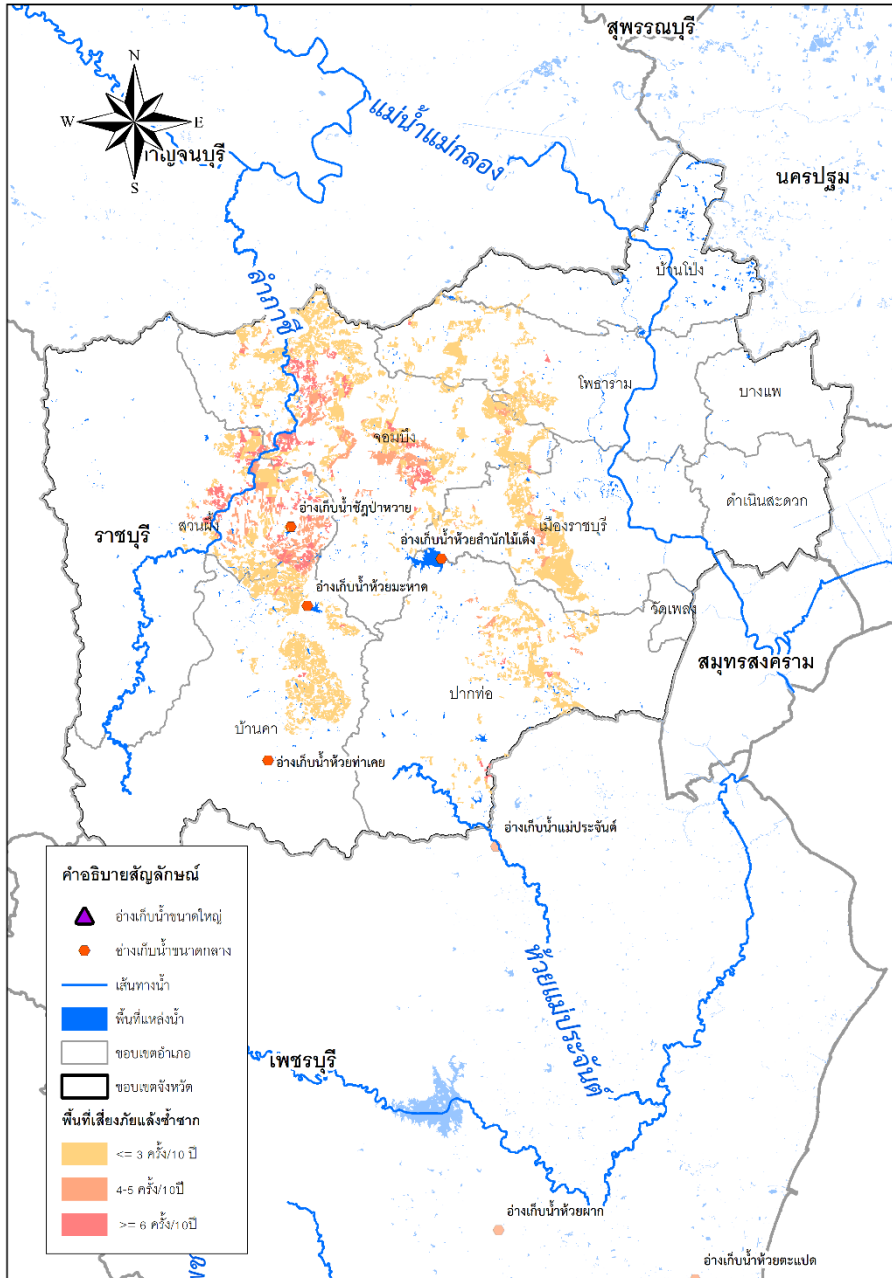 สุพรรณบุรี
N
W
E
S
กาญจนบุรี
แม่น้ำแม่กลอง
นครปฐม
บ้านโป่ง
ลำภาชี
โพธาราม
บางแพ
จอมบึง
ดำเนินสะดวก
ราชบุรี
สวนผึ้ง
อ่างเก็บน้ำชัฎป่าหวาย
เมืองราชบุรี
อ่างเก็บน้ำห้วยสำนักไม้เต็ง
อ่างเก็บน้ำห้วยมะหาด
วัดเพลง
สมุทรสงคราม
ปากท่อ
บ้านคา
อ่างเก็บน้ำห้วยท่าเคย
อ่างเก็บน้ำแม่ประจันต์
ห้วยแม่ประจันต์
เพชรบุรี
อ่างเก็บน้ำห้วยผาก
อ่างเก็บน้ำห้วยตะแปด
คำอธิบายสัญลักษณ์
อ่างเก็บน้ำขนาดใหญ่
อ่างเก็บน้ำขนาดกลาง
เส้นทางน้ำ
พื้นที่แหล่งน้ำ
ขอบเขตอำเภอ
ขอบเขตจังหวัด
พื้นที่เสี่ยงภัยแล้งซ้ำซาก
<= 3 ครั้ง/10 ปี
4-5 ครั้ง/10ปี
>= 6 ครั้ง/10ปี